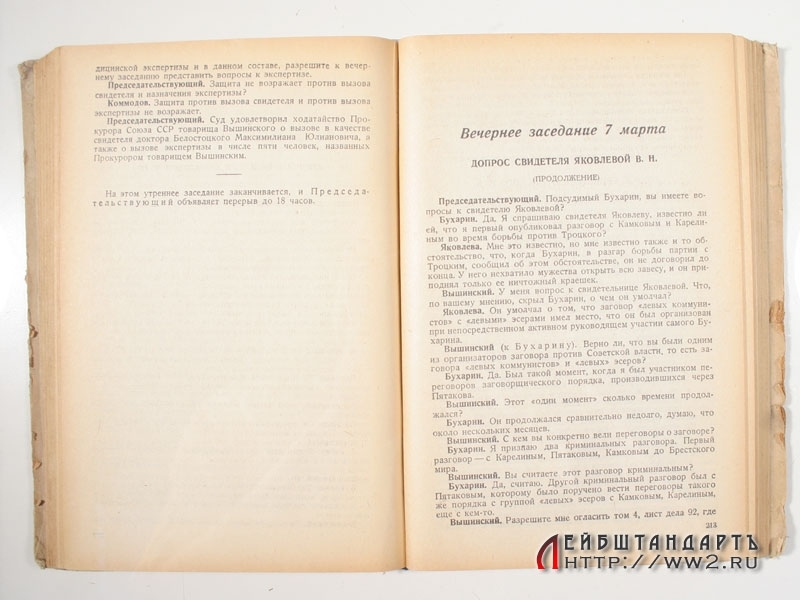 дицинской экспертизы и в данном составе, разрешите к вечер-
нему заседанию представить вопросы к экспертизе.
Председательствующий. Защита не возражает против вызова
свидетеля и назначения экспертизы?
Коммодов. Защита против вызова свидетеля и против вызова
экспертизы не возражает.
Председательствующий. Суд удовлетворил ходатайство Про-
курора Союза ССР товарища Вышинского о вызове в качестве
свидетеля доктора Белостоцкого Максимилиана Юлиановича, а
также о вызове экспертизы в числе пяти человек, названных
Прокурором товарищем Вышинским.
На этом утреннее заседание заканчивается, и Председа-
тельствующий объявляет перерыв до 18 часов.
Вечернее заседание 7 марта
ДОПРОС СВИДЕТЕЛЯ ЯКОВЛЕВОЙ В. Н.
(ПРОДОЛЖЕНИЕ)
Председательствующий. Подсудимый Бухарин, вы имеете во-
просы к свидетелю Яковлевой?
Бухарин. Да. Я спрашиваю свидетеля Яковлеву, известно ли
ей, что я первый опубликовал разговор с Камковым и Карели-
ным во время борьбы против Троцкого?
Яковлева. Мне это известно, но мне известно также и то об-
стоятельство, что, когда Бухарин, в разгар борьбы партии с
Троцким, сообщил об этом обстоятельстве, он не договорил до
конца. У него нехватило мужества открыть всю завесу, и он при-
поднял только ее ничтожный краешек.
Вышинский. У меня вопрос к свидетельнице Яковлевой. Что,
по вашему мнению, скрыл Бухарин, о чем он умолчал?
Яковлева. Он умолчал о том, что заговор «левых коммуни-
стов» с «левыми» эсерами имел место, что он был организован
при непосредственном активном руководящем участии самого Бу-
харина.
Вышинский (к Бухарину). Верно ли, что вы были одним
из организаторов заговора против Советской власти, то есть за-
говора «левых коммунистов» и «левых» эсеров?
Бухарин. Да. Был такой момент, когда я был участником пе-
реговоров заговорщического порядка, производившихся через
Пятакова.
Вышинский. Этот «один момент» сколько времени продол-
жался?
Бухарин. Он продолжался сравнительно недолго, думаю, что
около нескольких месяцев.
Вышинский. С кем вы конкретно вели переговоры о заговоре?
Бухарин. Я признаю два криминальных разговора. Первый
разговор — с Карелиным, Пятаковым, Камковым до Брестского
мира.
Вышинский. Вы считаете этот разговор криминальным?
Бухарин. Да, считаю. Другой криминальный разговор был с
Пятаковым, которому было поручено вести переговоры такого
же порядка с группой «левых» эсеров с Камковым, Карелиным,
еще с кем-то.
Вышинский. Разрешите мне огласить том 4, лист дела 92, где
213
ЛЕЙБШТАНДАРТЪ
HTTP://WW2.RU